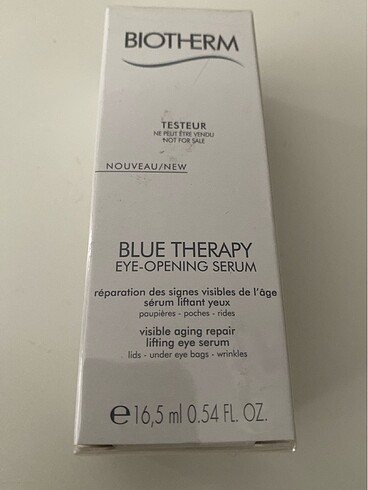 BIOTHERM
TESTEUR
NE PEUT ÊTRE VENDU
NOT FOR SALE
NOUVEAU/NEW
BLUE THERAPY
EYE-OPENING SERUM
réparation des signes visibles de l'âge
sérum liftant yeux
paupières - poches - rides
visible aging repair
lifting eye serum
lids - under eye bags - wrinkles
e 16,5 ml 0.54 FL. OZ.